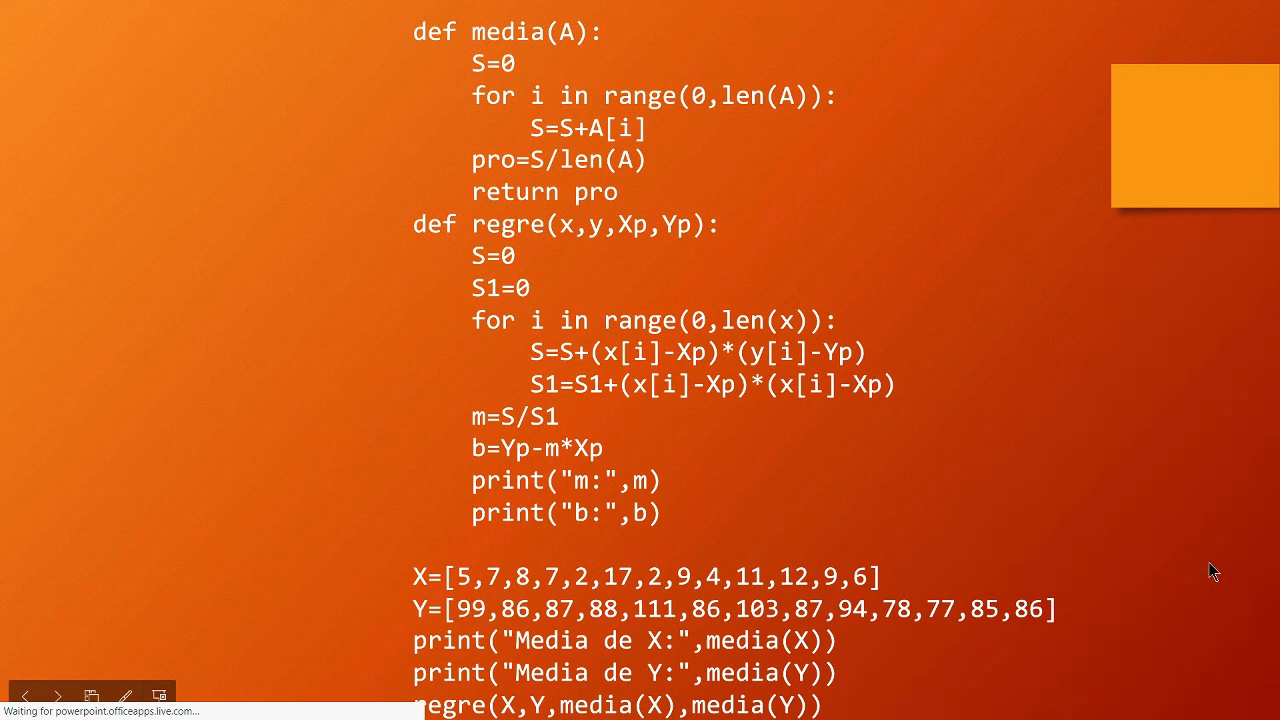 def media(A):
    S=0
    for i in range(0,len(A)):
        S=S+A[i]
    pro=S/len(A)
    return pro
def regre(x,y,Xp,Yp):
    S=0
    S1=0
    for i in range(0,len(x)):
        S=S+(x[i]-Xp)*(y[i]-Yp)
        S1=S1+(x[i]-Xp)*(x[i]-Xp)
    m=S/S1
    b=Yp-m*Xp
    print("m:",m)
    print("b:",b)
X=[5,7,8,7,2,17,2,9,4,11,12,9,6]
Y=[99,86,87,88,111,86,103,87,94,78,77,85,86]
print("Media de X:",media(X))
print("Media de Y:",media(Y))
regre(X,Y,media(X),media(Y))
Waiting for powerpoint.officeapps.live.com...